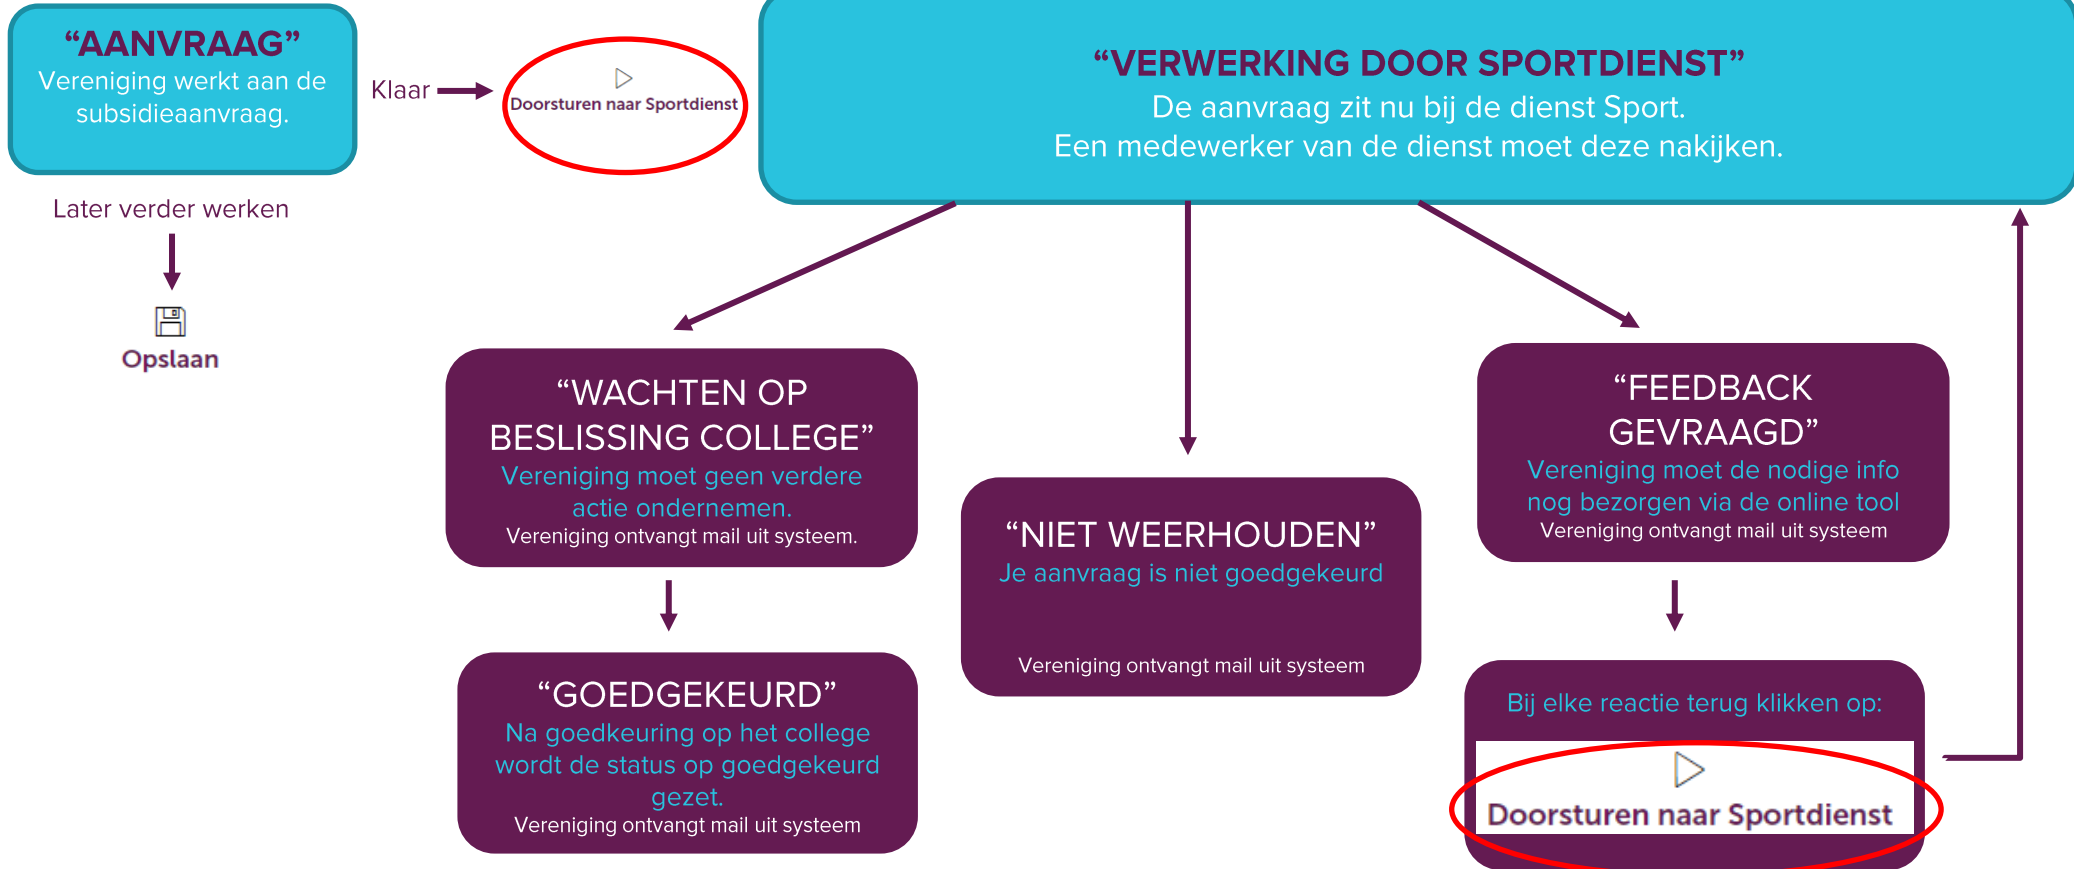 “AANVRAAG”
Vereniging werkt aan de
subsidieaanvraag.
Klaar
Doorsturen naar Sportdienst
“VERWERKING DOOR SPORTDIENST”
De aanvraag zit nu bij de dienst Sport.
Een medewerker van de dienst moet deze nakijken.
Later verder werken
Opslaan
“WACHTEN OP
BESLISSING COLLEGE”
Vereniging moet geen verdere
actie ondernemen.
Vereniging ontvangt mail uit systeem.
“GOEDGEKEURD”
Na goedkeuring op het college
wordt de status op goedgekeurd
gezet.
Vereniging ontvangt mail uit systeem
“NIET WEERHOUDEN”
Je aanvraag is niet goedgekeurd
Vereniging ontvangt mail uit systeem
“FEEDBACK
GEVRAAGD”
Vereniging moet de nodige info
nog bezorgen via de online tool
Vereniging ontvangt mail uit systeem
Bij elke reactie terug klikken op:
Doorsturen naar Sportdienst